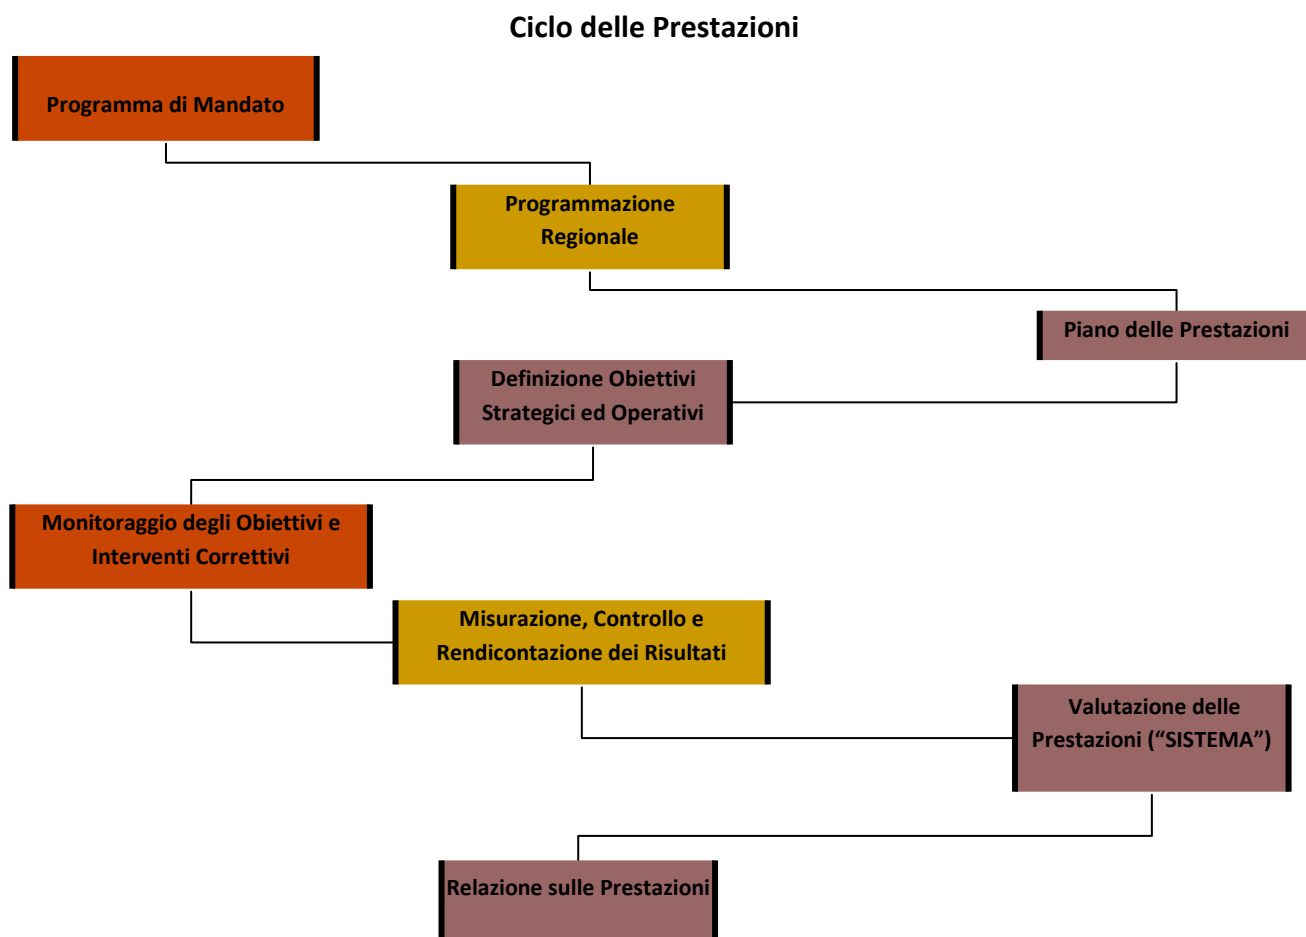 Ciclo delle Prestazioni
Programma di Mandato
Programmazione
Regionale
Piano delle Prestazioni
Definizione Obiettivi
Strategici ed Operativi
Monitoraggio degli Obiettivi e
Interventi Correttivi
Misurazione, Controllo e
Rendicontazione dei Risultati
Valutazione delle
Prestazioni (“SISTEMA”)
Relazione sulle Prestazioni